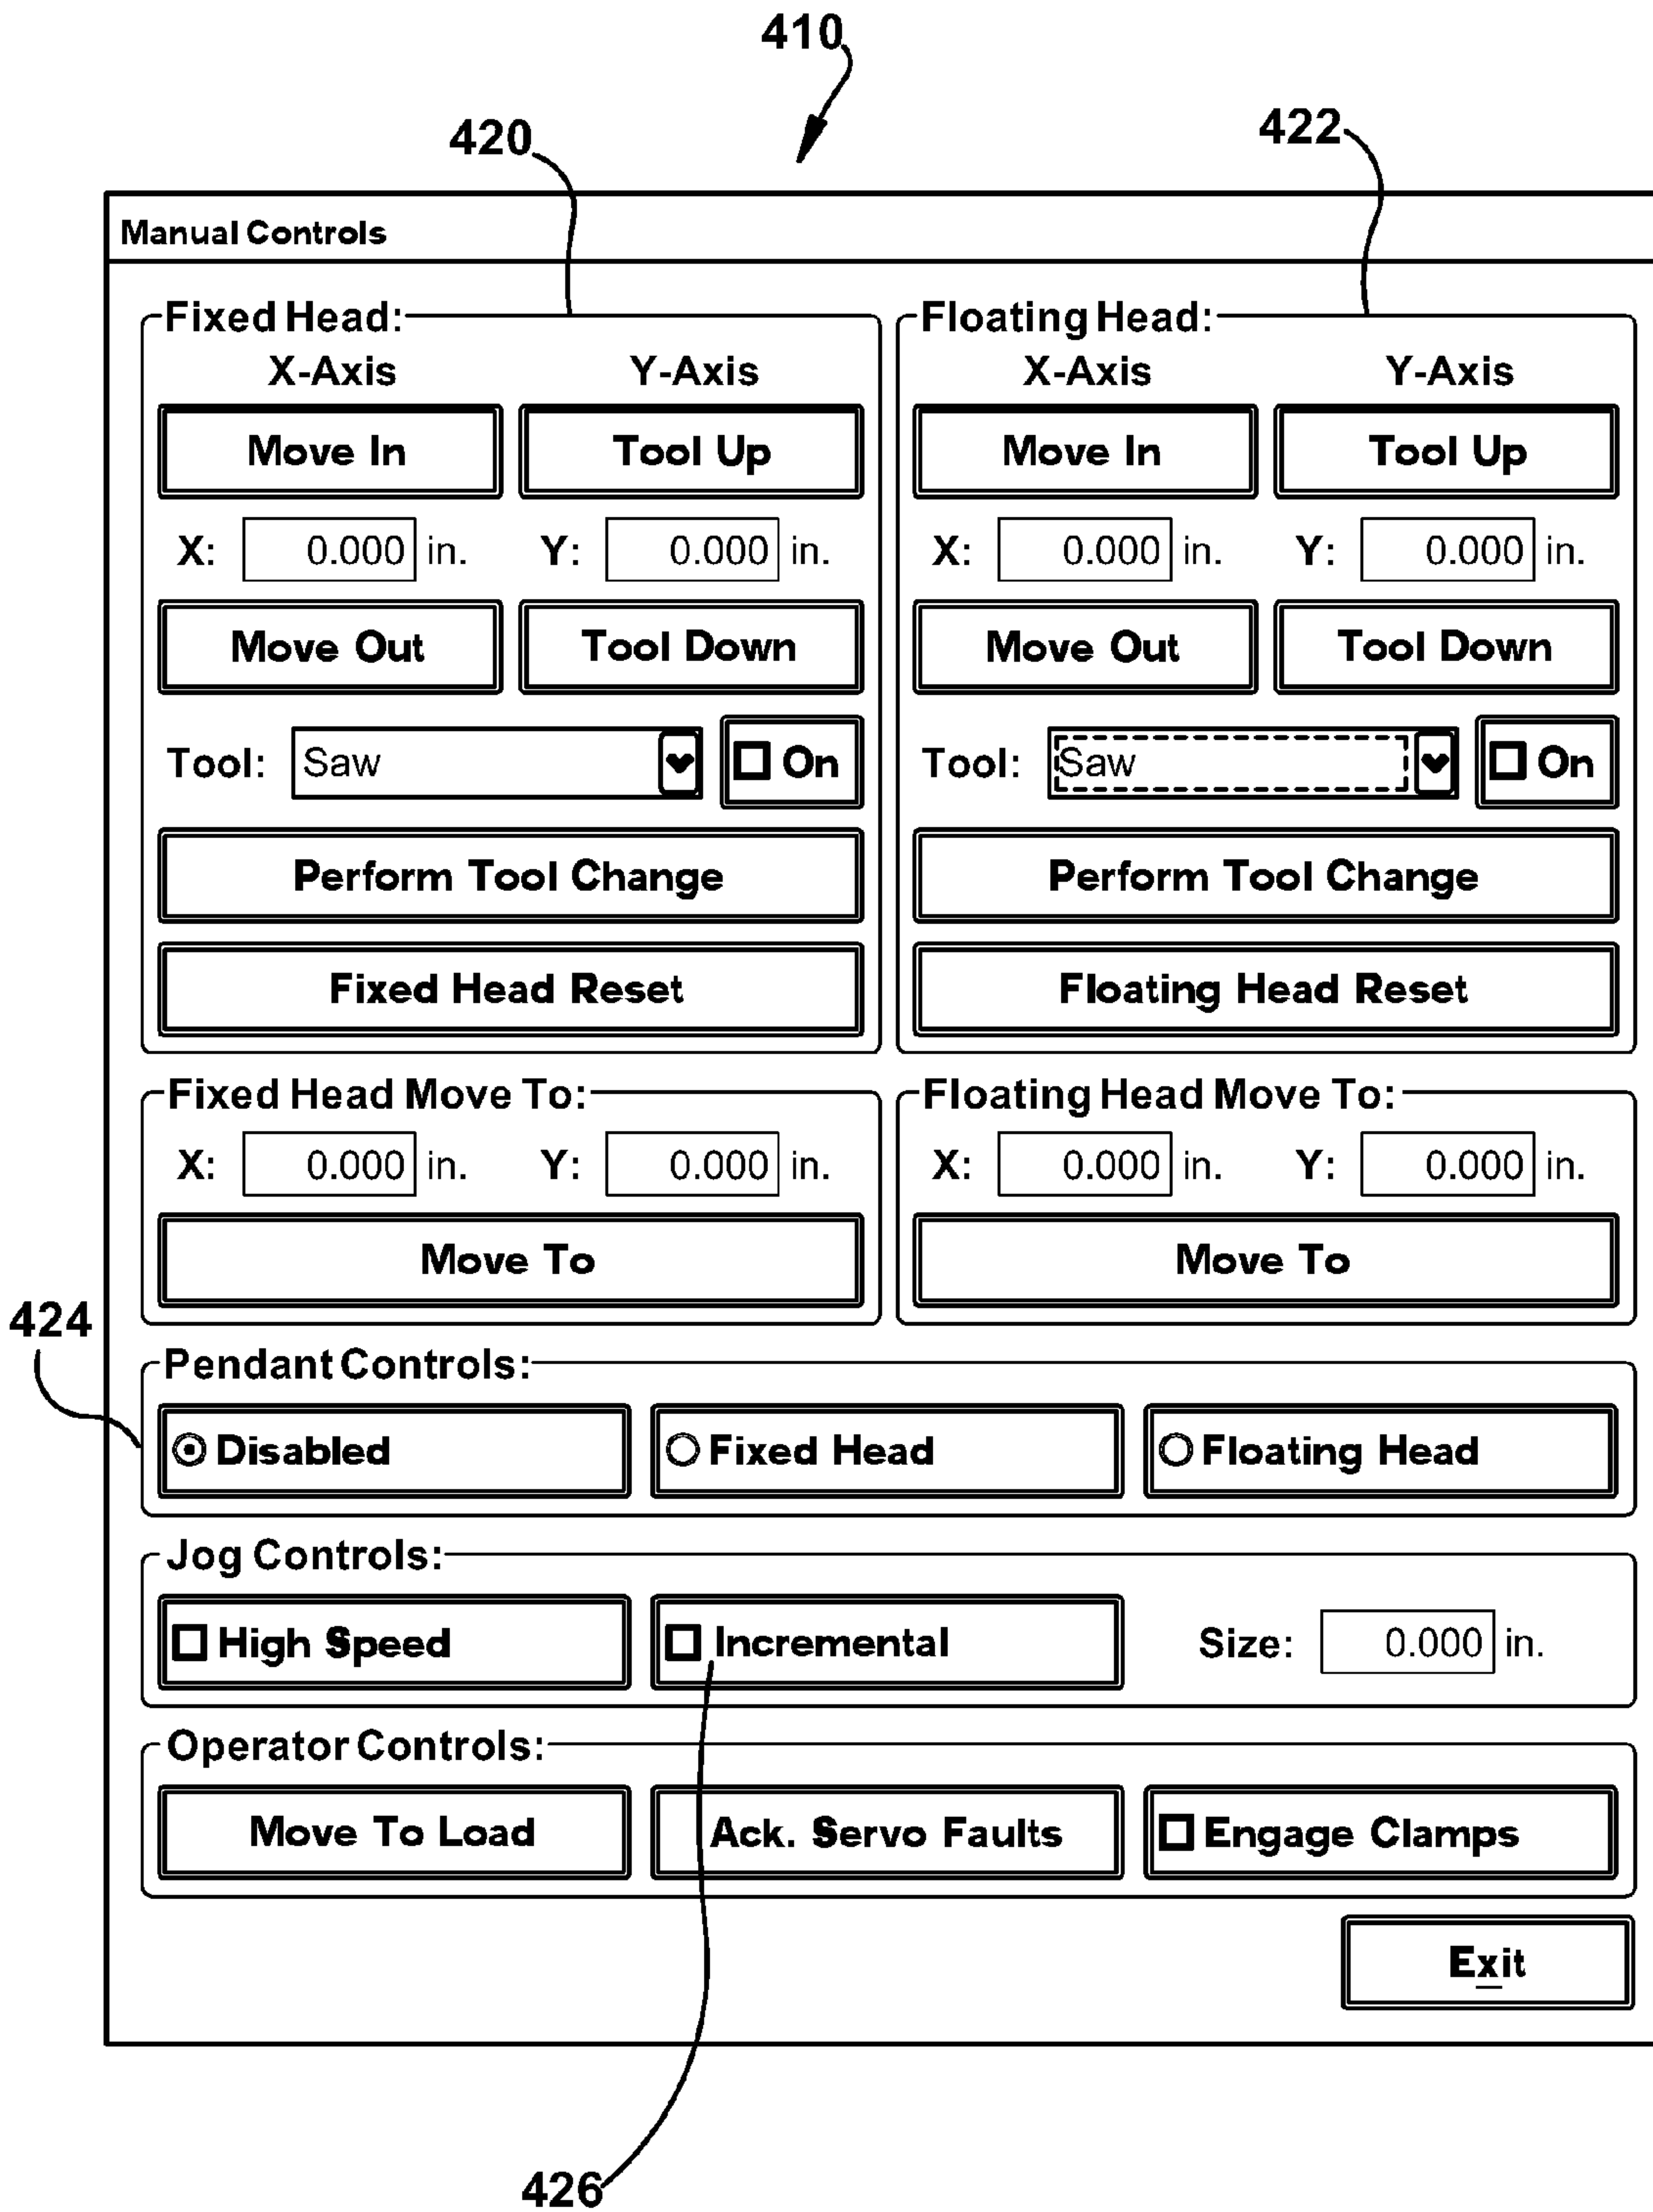 410
420
422
Manual Controls
Fixed Head:
X-Axis Y-Axis
Move In Tool Up
X: 0.000 in. Y: 0.000 in.
Move Out Tool Down
Tool: Saw On
Perform Tool Change
Fixed Head Reset
Floating Head:
X-Axis Y-Axis
Move In Tool Up
X: 0.000 in. Y: 0.000 in.
Move Out Tool Down
Tool: Saw On
Perform Tool Change
Floating Head Reset
Fixed Head Move To:
X: 0.000 in. Y: 0.000 in.
Move To
Floating Head Move To:
X: 0.000 in. Y: 0.000 in.
Move To
424
Pendant Controls:
Disabled Fixed Head Floating Head
Jog Controls:
High Speed Incremental Size: 0.000 in.
Operator Controls:
Move To Load Ack. Servo Faults Engage Clamps
Exit
426